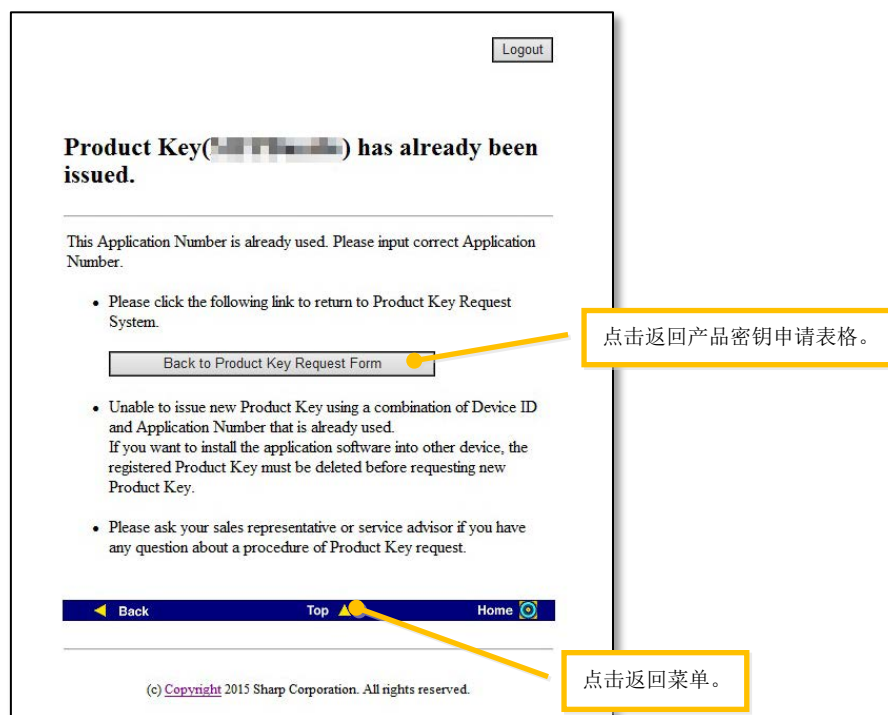 Logout
Product Key( ) has already been
issued.
This Application Number is already used. Please input correct Application
Number.
• Please click the following link to return to Product Key Request
System.
点击返回产品密钥申请表格。
Back to Product Key Request Form
• Unable to issue new Product Key using a combination of Device ID
and Application Number that is already used.
If you want to install the application software into other device, the
registered Product Key must be deleted before requesting new
Product Key.
• Please ask your sales representative or service advisor if you have
any question about a procedure of Product Key request.
Back Top Home
点击返回菜单。
(c) Copyright 2015 Sharp Corporation. All rights reserved.